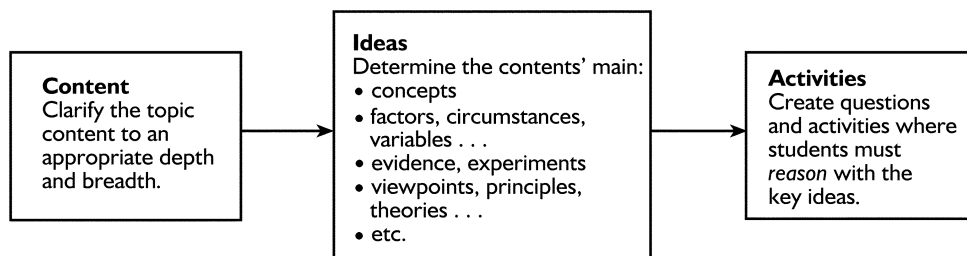 Content
Clarify the topic
content to an
appropriate depth
and breadth.
Ideas
Determine the contents’ main:
• concepts
• factors, circumstances,
variables . . .
• evidence, experiments
• viewpoints, principles,
theories . . .
• etc.
Activities
Create questions
and activities where
students must
reason with the
key ideas.